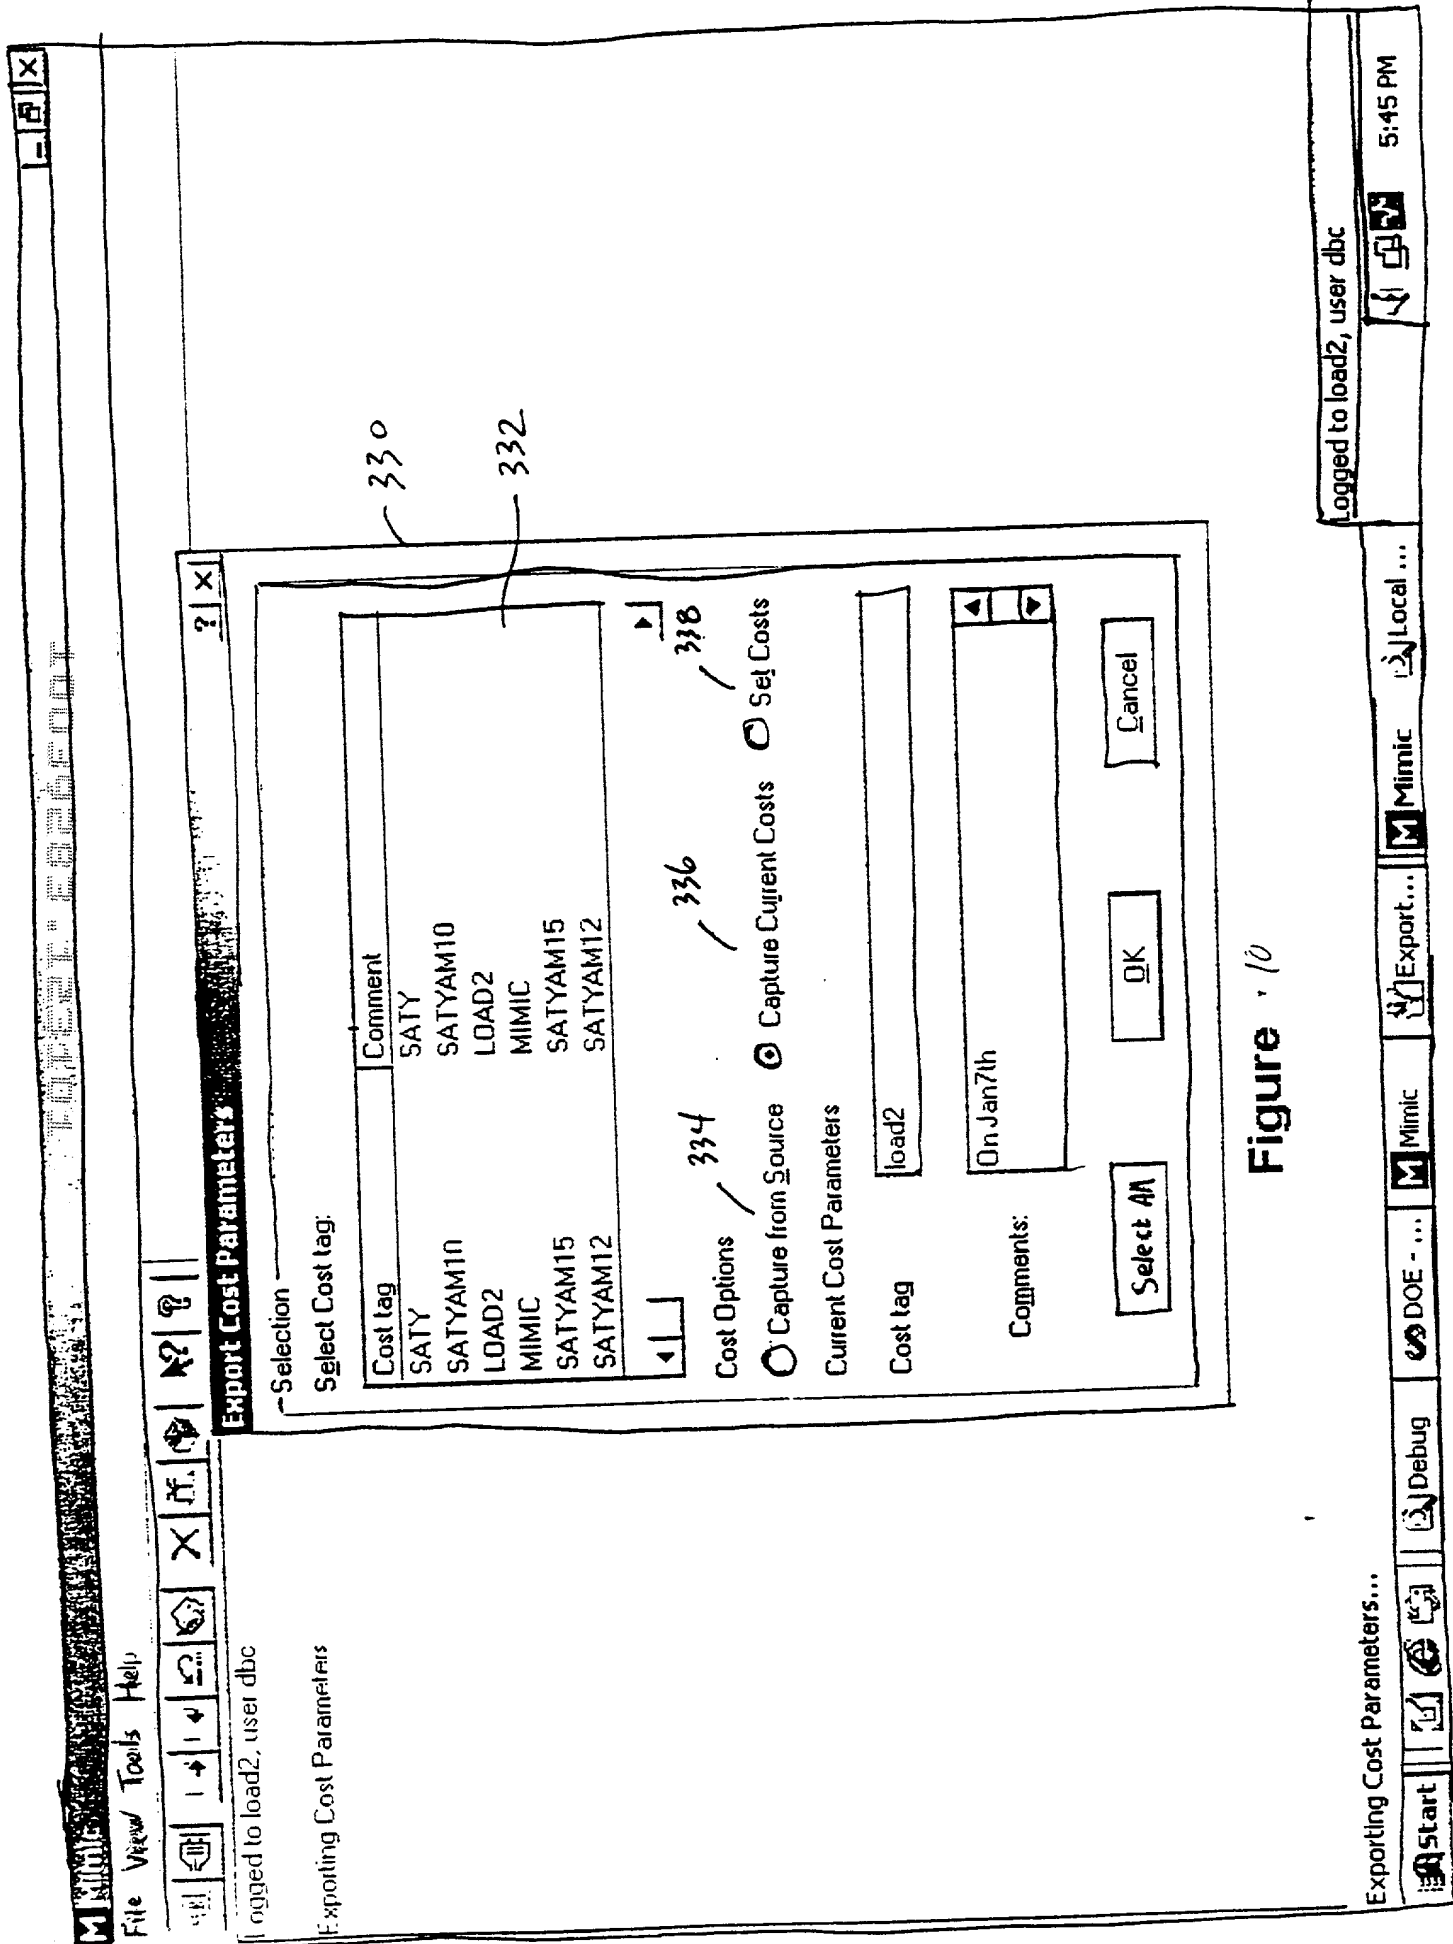 M Mimic
File View Tools Help
Logged to load2, user dbc
Exporting Cost Parameters
Export Cost Parameters ? X
Selection
Select Cost tag:
Cost tag Comment
SATY SATY
SATYAM10 SATYAM10
LOAD2 LOAD2
MIMIC MIMIC
SATYAM15 SATYAM15
SATYAM12 SATYAM12
330
332
334
336
338
Cost Options
Capture from Source Capture Current Costs Set Costs
Current Cost Parameters
Cost tag load2
Comments: On Jan7th
Select All OK Cancel
Figure 10
Exporting Cost Parameters... Logged to load2, user dbc
Start Debug DOE - ... M Mimic Export... M Mimic Local ... 5:45 PM